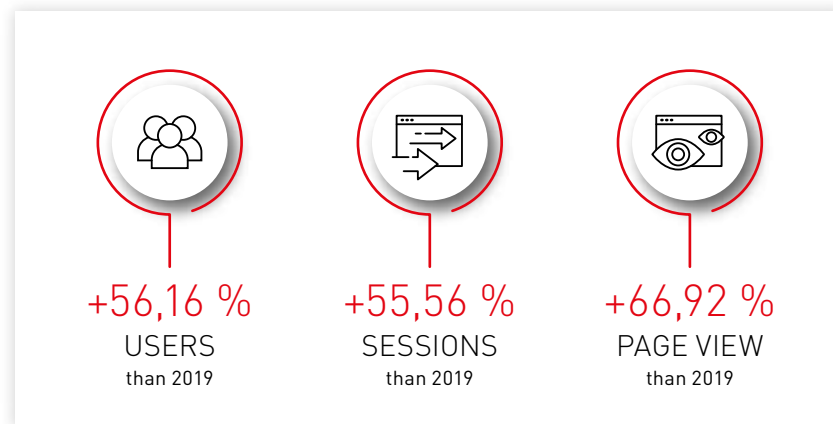 +56,16 %
USERS
than 2019
+55,56 %
SESSIONS
than 2019
+66,92 %
PAGE VIEW
than 2019